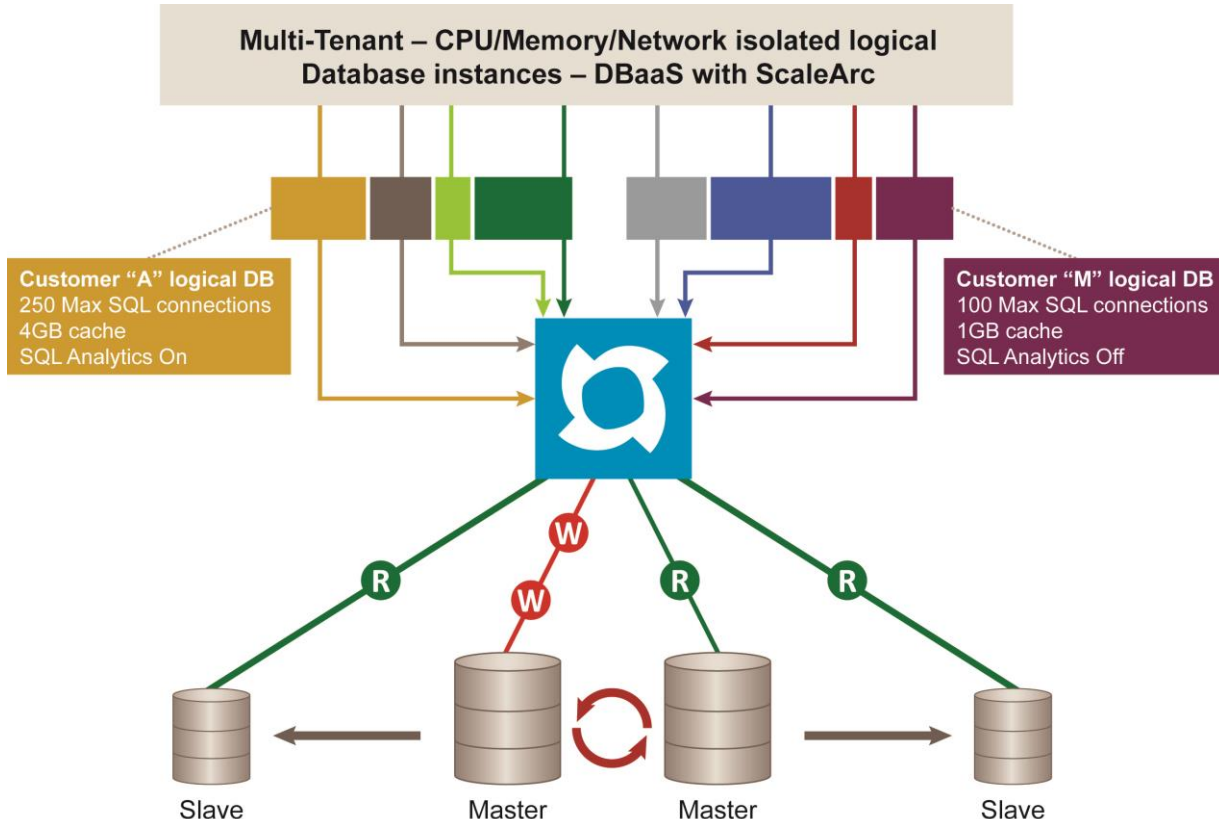 Multi-Tenant – CPU/Memory/Network isolated logical
Database instances – DBaaS with ScaleArc
Customer “A” logical DB
250 Max SQL connections
4GB cache
SQL Analytics On
Customer “M” logical DB
100 Max SQL connections
1GB cache
SQL Analytics Off
W
R
W
R
R
Slave
Master
Master
Slave